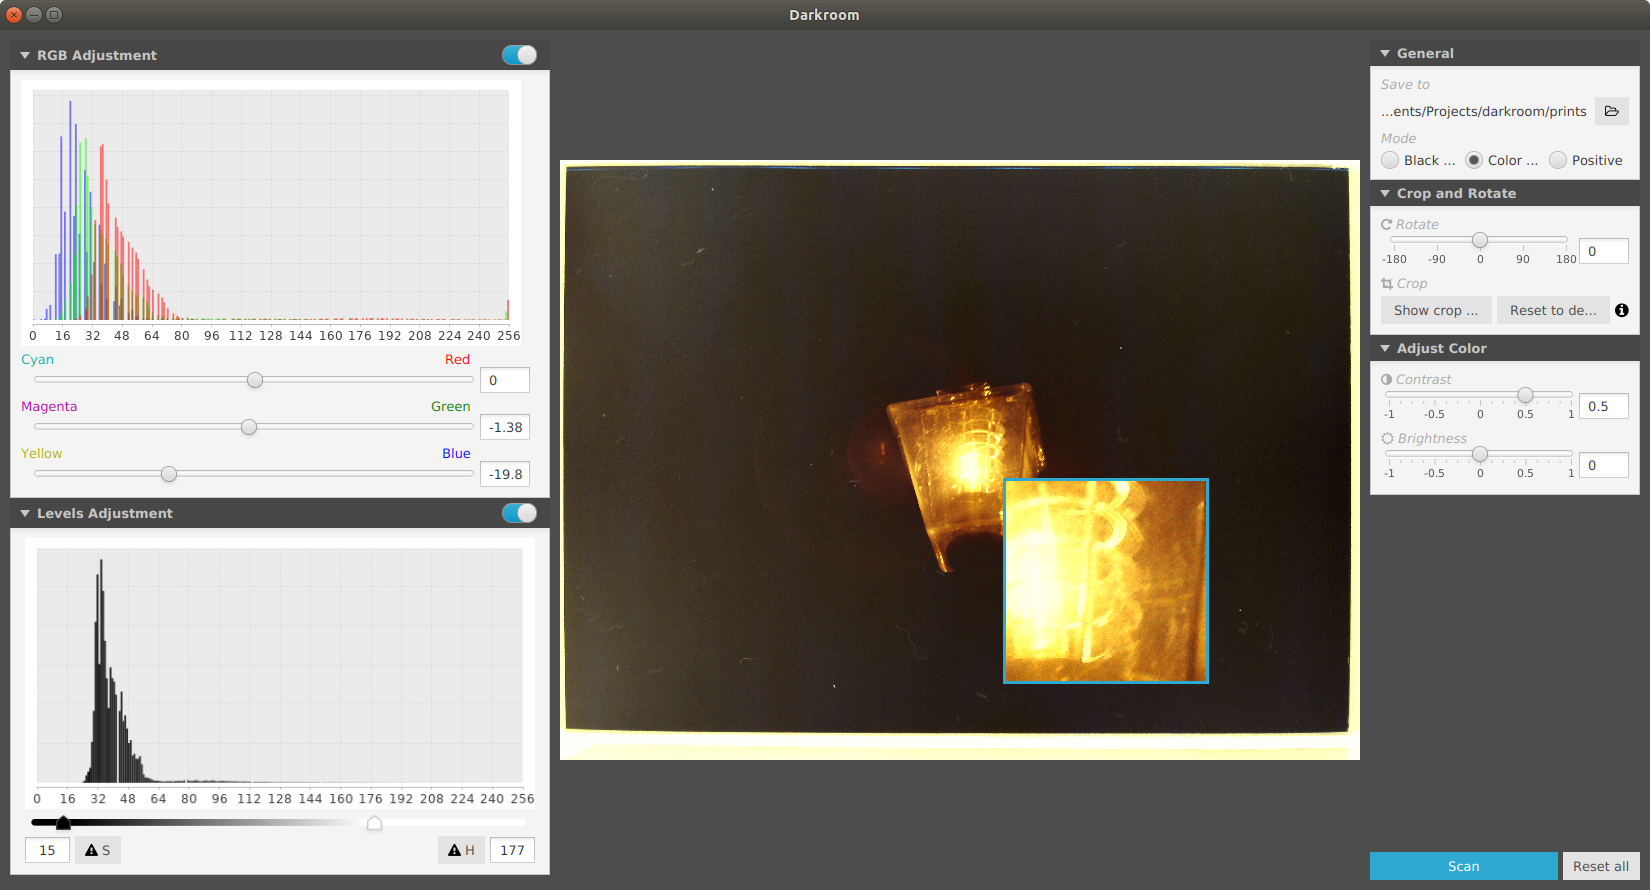 Darkroom
RGB Adjustment
0 16 32 48 64 80 96 112 128 144 160 176 192 208 224 240 256
Cyan Red
0
Magenta Green
-1.38
Yellow Blue
-19.8
Levels Adjustment
0 16 32 48 64 80 96 112 128 144 160 176 192 208 224 240 256
15 S H 177
General
Save to
...ents/Projects/darkroom/prints
Mode
Black ... Color ... Positive
Crop and Rotate
Rotate
0
-180 -90 0 90 180
Crop
Show crop ... Reset to de...
Adjust Color
Contrast
0.5
-1 -0.5 0 0.5 1
Brightness
0
-1 -0.5 0 0.5 1
Scan Reset all